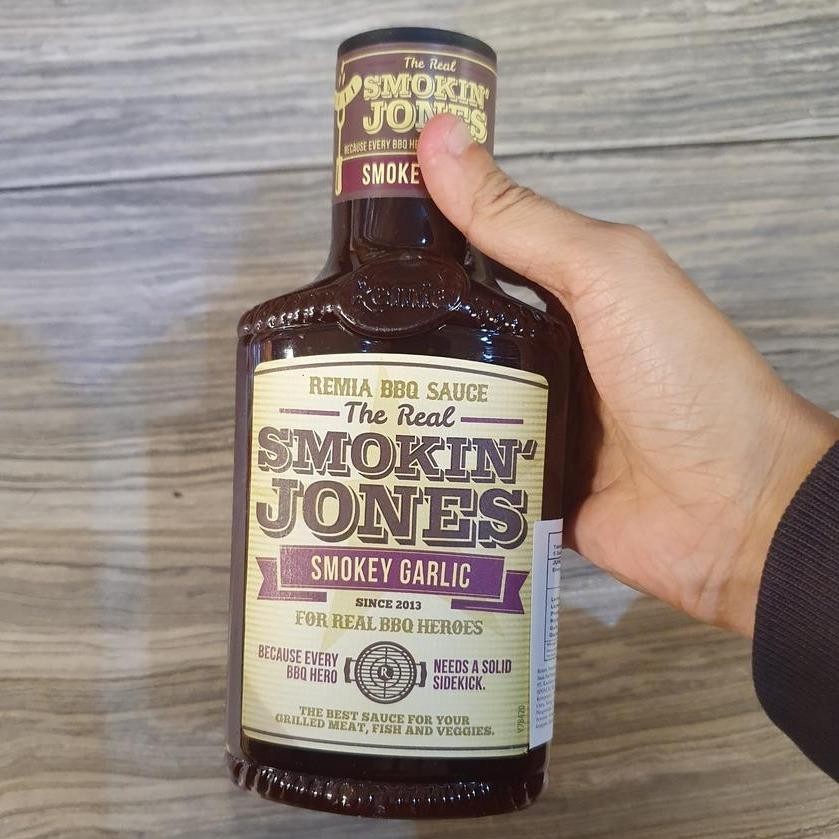 The Real
SMOKIN'
JONES
BECAUSE EVERY BBQ
SMOKE
Remia
REMIA BBQ SAUCE
The Real
SMOKIN'
JONES
SMOKEY GARLIC
SINCE 2013
FOR REAL BBQ HEROES
BECAUSE EVERY
BBQ HERO
NEEDS A SOLID
SIDEKICK.
THE BEST SAUCE FOR YOUR
GRILLED MEAT, FISH AND VEGGIES.
V78420